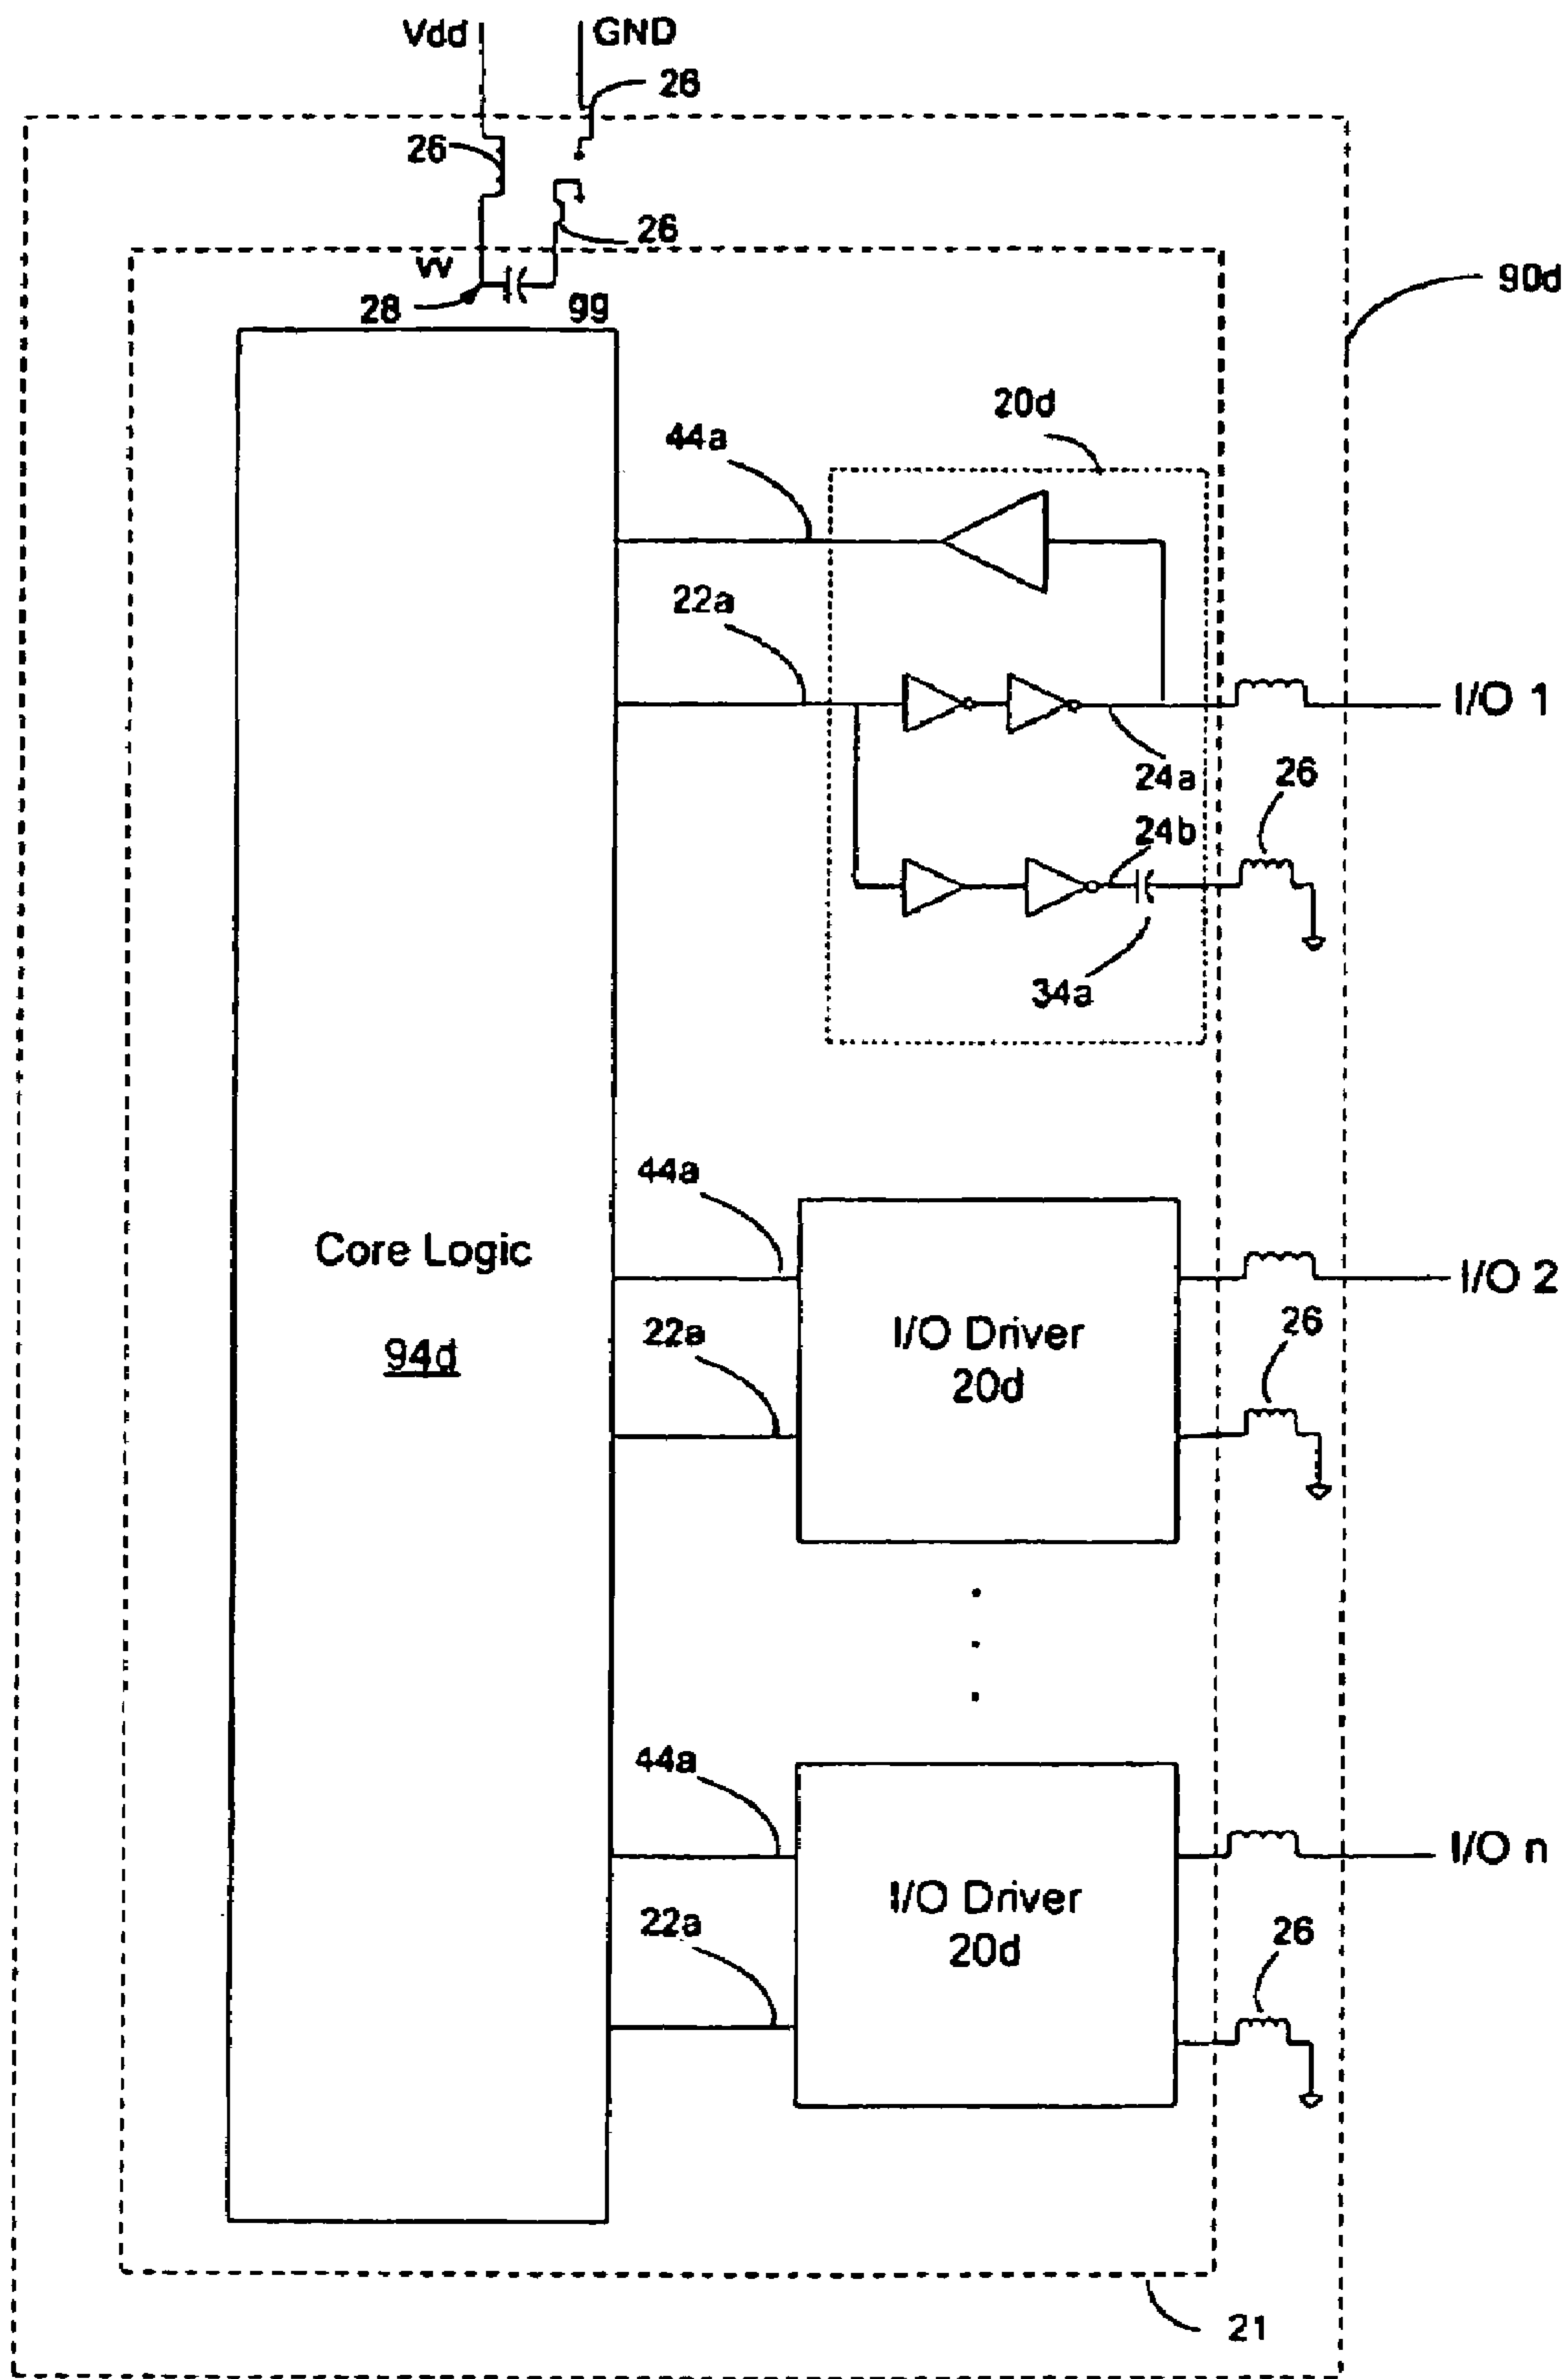 Vdd
GND
26
26
26
W
28
99
90d
20d
44a
22a
I/O 1
24a
26
24b
34a
44a
Core Logic
94d
22a
I/O Driver
20d
I/O 2
26
44a
22a
I/O Driver
20d
I/O n
26
21